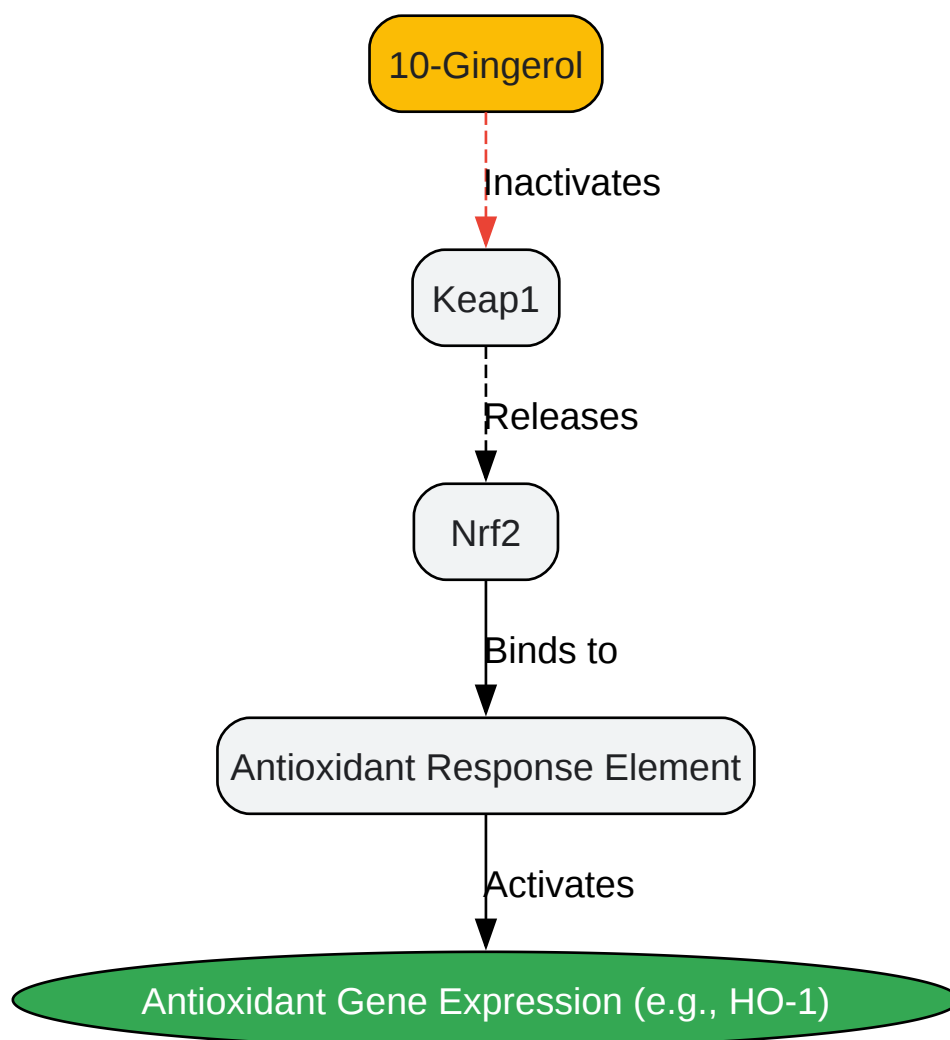 10-Gingerol
Inactivates
Keap1
Releases
Nrf2
Binds to
Antioxidant Response Element
Activates
Antioxidant Gene Expression (e.g., HO-1)